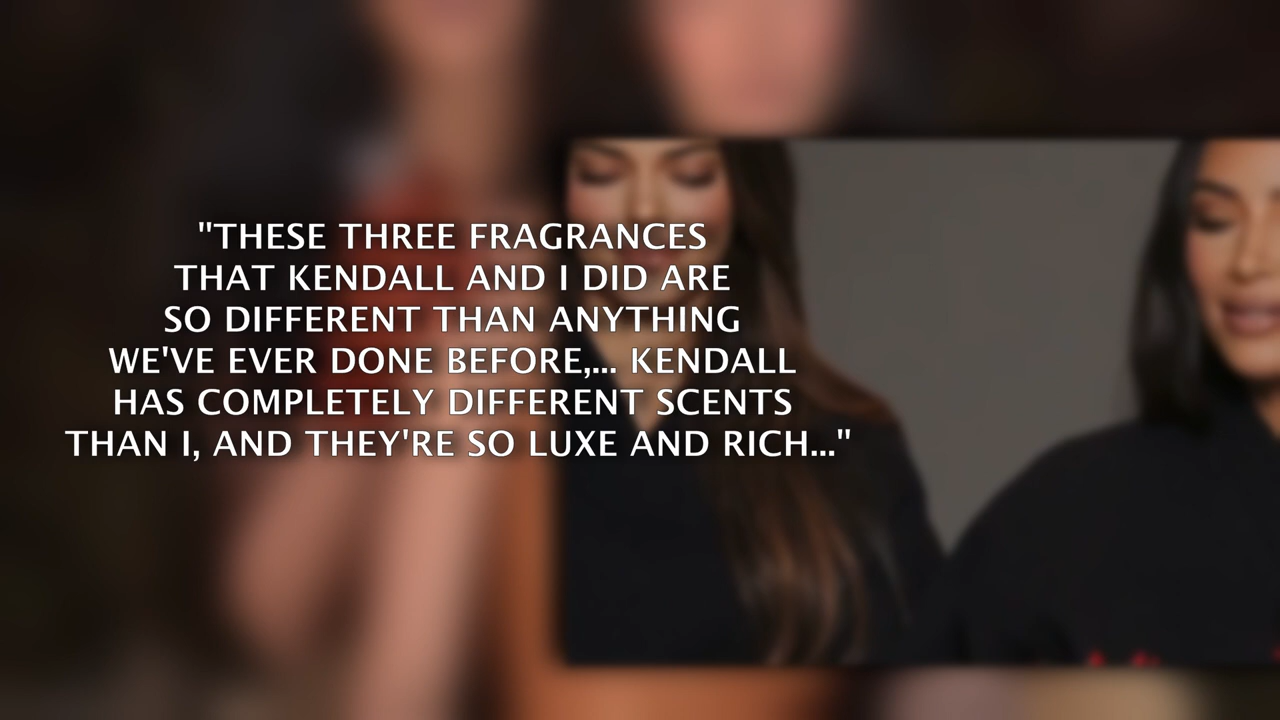 "THESE THREE FRAGRANCES
THAT KENDALL AND I DID ARE
SO DIFFERENT THAN ANYTHING
WE'VE EVER DONE BEFORE,... KENDALL
HAS COMPLETELY DIFFERENT SCENTS
THAN I, AND THEY'RE SO LUXE AND RICH..."